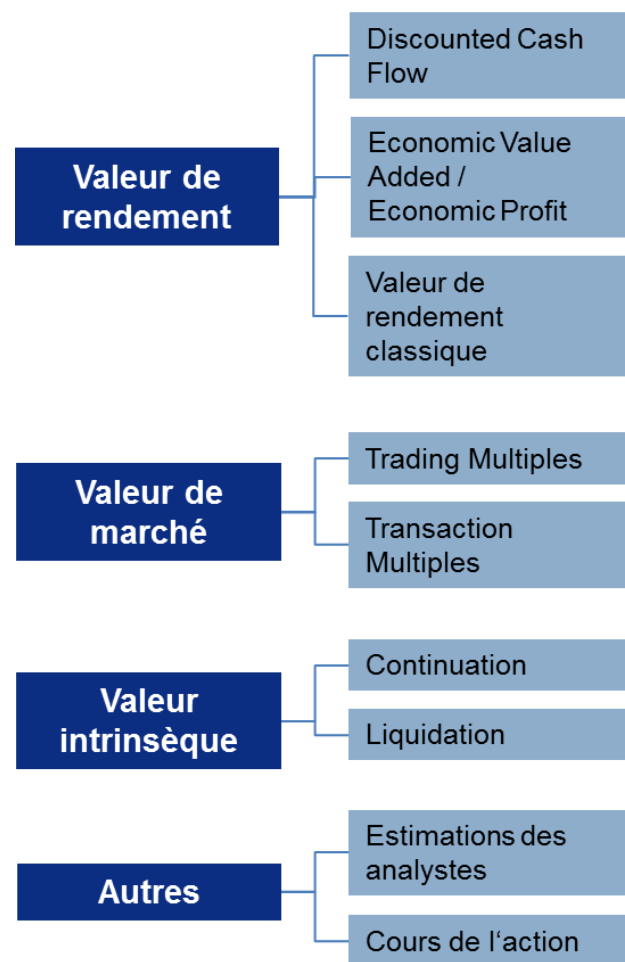 Discounted Cash
Flow
Valeur de
rendement
Economic Value
Added /
Economic Profit
Valeur de
rendement
classique
Valeur de
marché
Trading Multiples
Transaction
Multiples
Valeur
intrinsèque
Continuation
Liquidation
Autres
Estimations des
analystes
Cours de l‘action